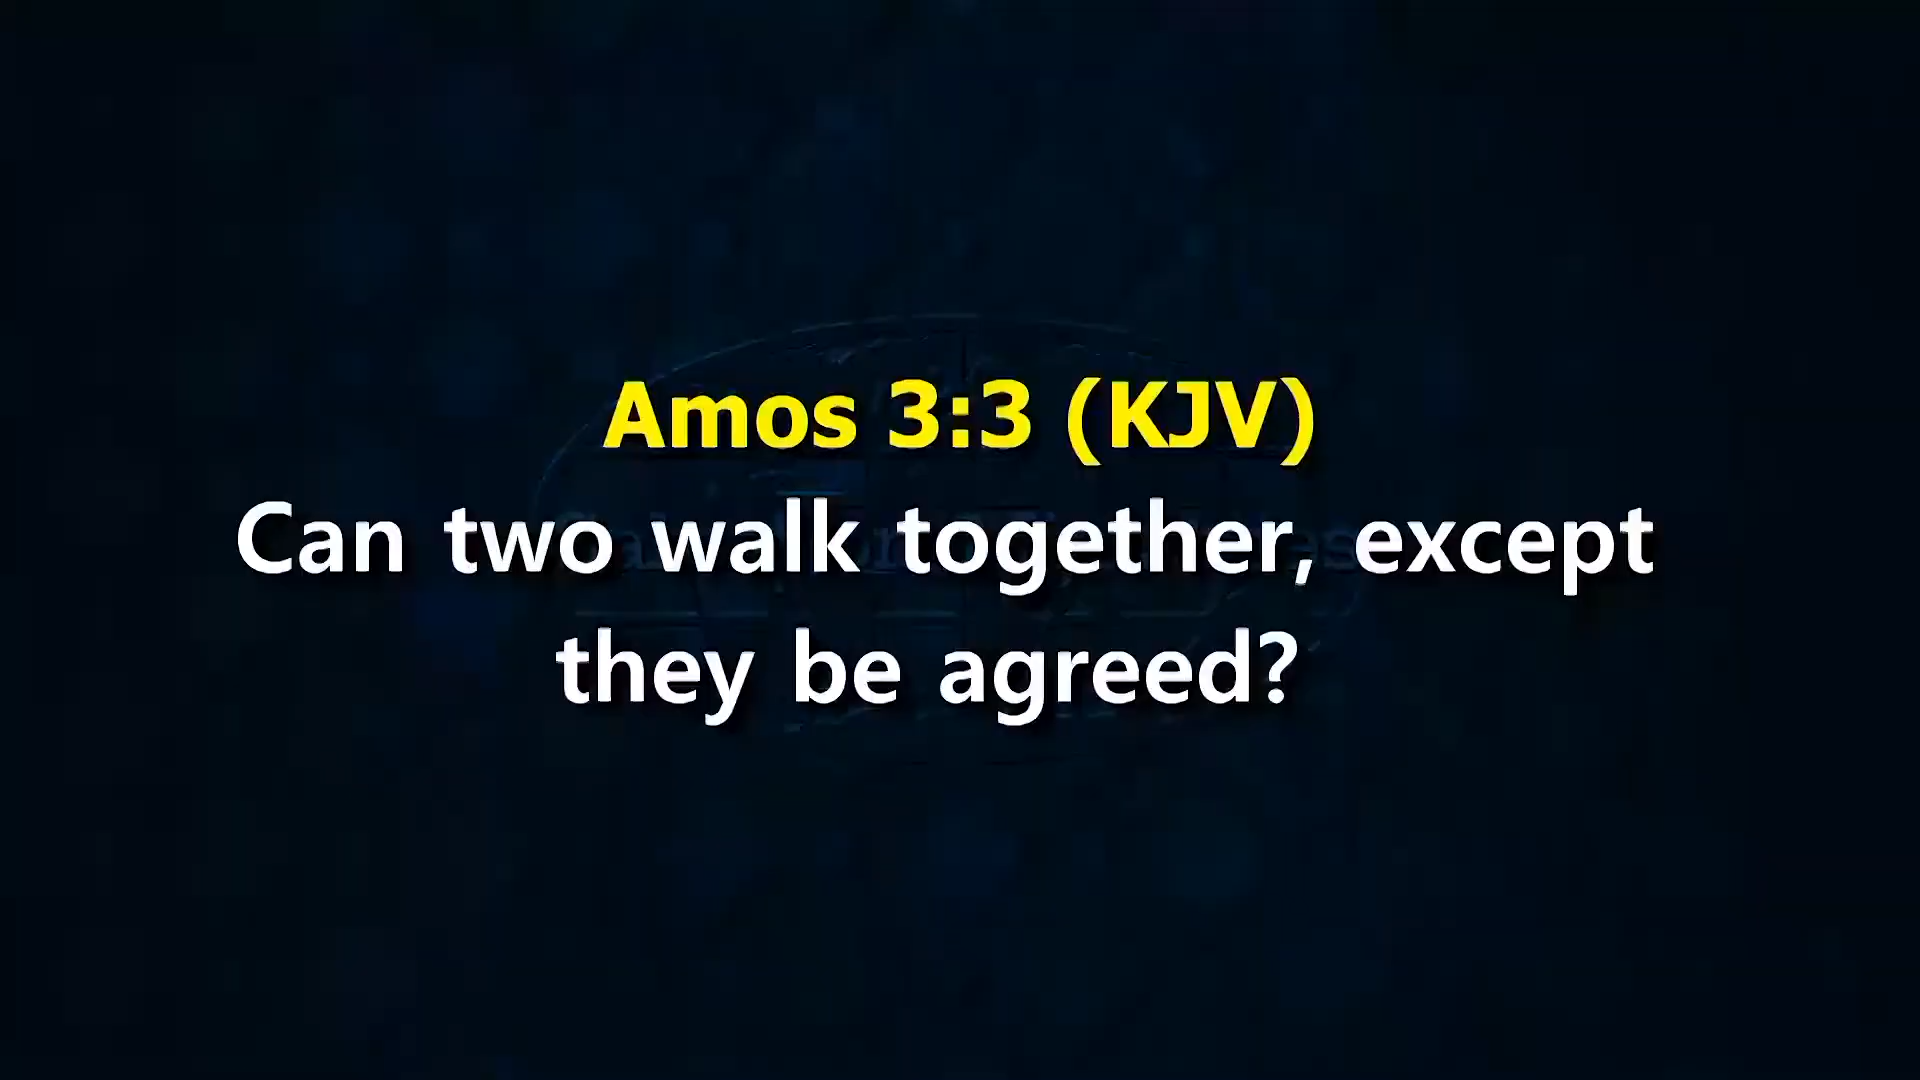 Amos 3:3 (KJV)
Can two walk together, except
they be agreed?